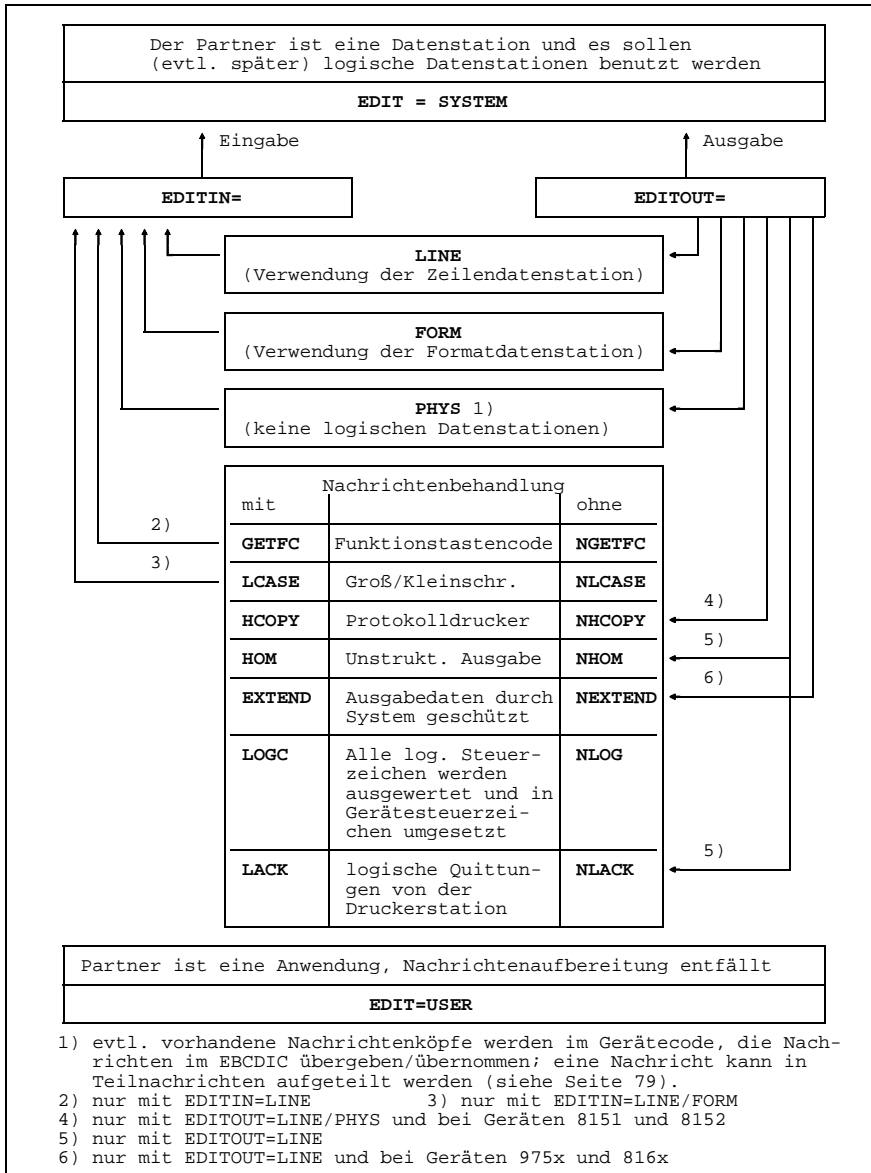 Der Partner ist eine Datenstation und es sollen
(evtl. später) logische Datenstationen benutzt werden
EDIT = SYSTEM
Eingabe Ausgabe
EDITIN= EDITOUT=
LINE
(Verwendung der Zeilendatenstation)
FORM
(Verwendung der Formatdatenstation)
PHYS 1)
(keine logischen Datenstationen)
Nachrichtenbehandlung
mit ohne
2)
GETFC Funktionstastencode NGETFC
3)
LCASE Groß/Kleinschr. NLCASE
4)
HCOPY Protokolldrucker NHCOPY
5)
HOM Unstrukt. Ausgabe NHOM
6)
EXTEND Ausgabedaten durch NEXTEND
System geschützt
LOGC Alle log. Steuer- NLOG
zeichen werden
ausgewertet und in
Gerätesteuerzei-
chen umgesetzt
5)
LACK logische Quittun- NLACK
gen von der
Druckerstation
Partner ist eine Anwendung, Nachrichtenaufbereitung entfällt
EDIT=USER
1) evtl. vorhandene Nachrichtenköpfe werden im Gerätecode, die Nach-
richten im EBCDIC übergeben/übernommen; eine Nachricht kann in
Teilnachrichten aufgeteilt werden (siehe Seite 79).
2) nur mit EDITIN=LINE 3) nur mit EDITIN=LINE/FORM
4) nur mit EDITOUT=LINE/PHYS und bei Geräten 8151 und 8152
5) nur mit EDITOUT=LINE
6) nur mit EDITOUT=LINE und bei Geräten 975x und 816x